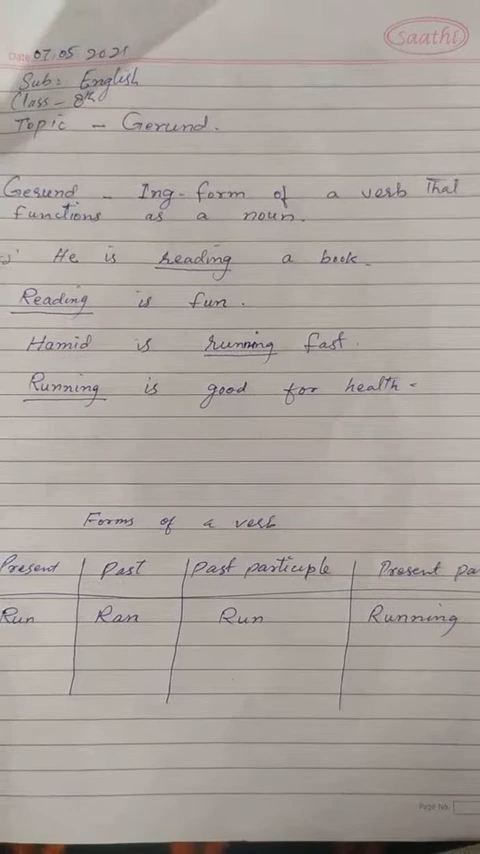 Saathi
Date 07.05.2021
Sub: English
Class - 8th
Topic - Gerund.
Gerund - Ing-form of a verb That
functions as a noun.
He is reading a book.
Reading is fun.
Hamid is running fast.
Running is good for health.
Forms of a verb
Present Past Past participle Present pa
Run Ran Run Running
Page No.